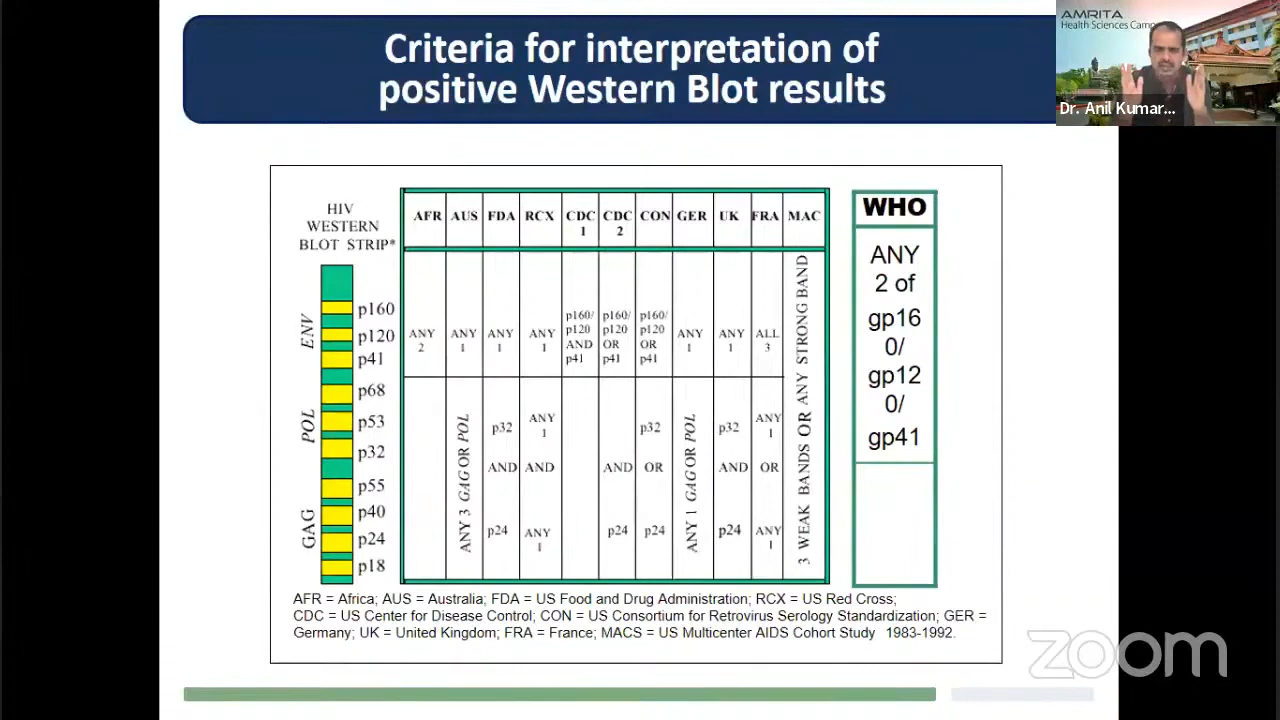 Criteria for interpretation of
positive Western Blot results
AMRITA
Health Sciences Camp
Dr. Anil Kumar...
HIV
WESTERN
BLOT STRIP*
ENV
POL
GAG
p160
p120
p41
p68
p53
p32
p55
p40
p24
p18
AFR AUS FDA RCX CDC 1 CDC 2 CON GER UK FRA MAC
ANY 2
ANY 1
ANY 1
ANY 1
p160/ p120 AND p41
p160/ p120 OR p41
p160/ p120 OR p41
ANY 1
ANY 1
ALL 3
ANY 3 GAG OR POL
p32 AND p24
ANY 1 AND ANY 1
AND p24
p32 OR p24
ANY 1 GAG OR POL
p32 AND p24
ANY 1 OR ANY 1
3 WEAK BANDS OR ANY STRONG BAND
WHO
ANY
2 of
gp16
0/
gp12
0/
gp41
AFR = Africa; AUS = Australia; FDA = US Food and Drug Administration; RCX = US Red Cross;
CDC = US Center for Disease Control; CON = US Consortium for Retrovirus Serology Standardization; GER =
Germany; UK = United Kingdom; FRA = France; MACS = US Multicenter AIDS Cohort Study 1983-1992.
zoom